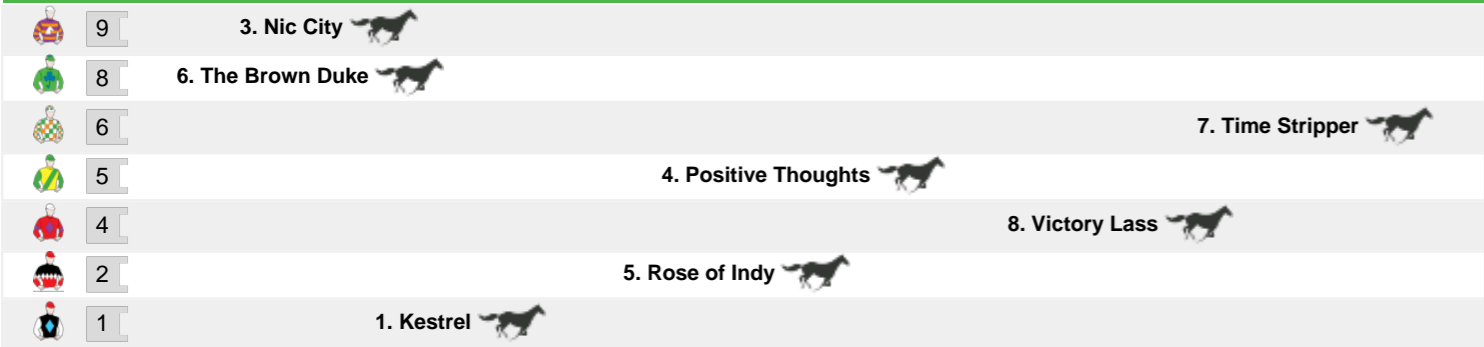 9 3. Nic City
8 6. The Brown Duke
6 7. Time Stripper
5 4. Positive Thoughts
4 8. Victory Lass
2 5. Rose of Indy
1 1. Kestrel